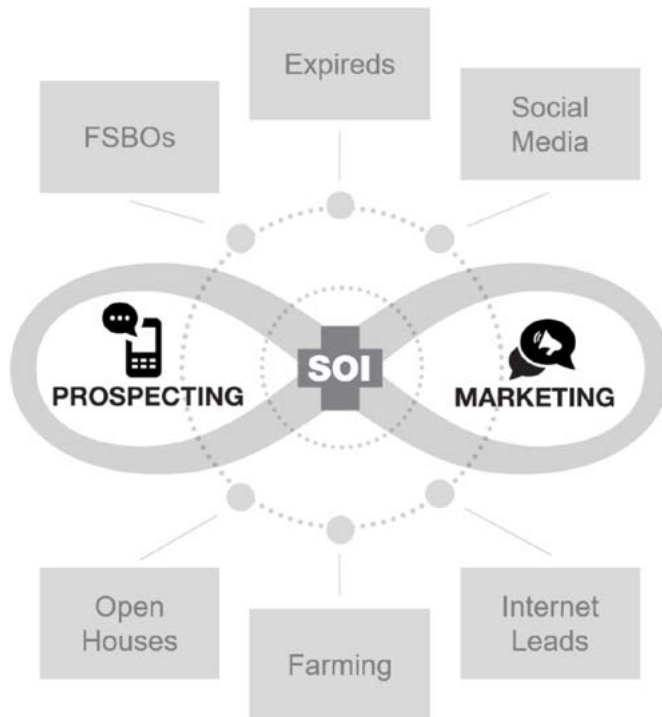 Expireds
FSBOs
Social
Media
PROSPECTING
SOI
MARKETING
Open
Houses
Farming
Internet
Leads